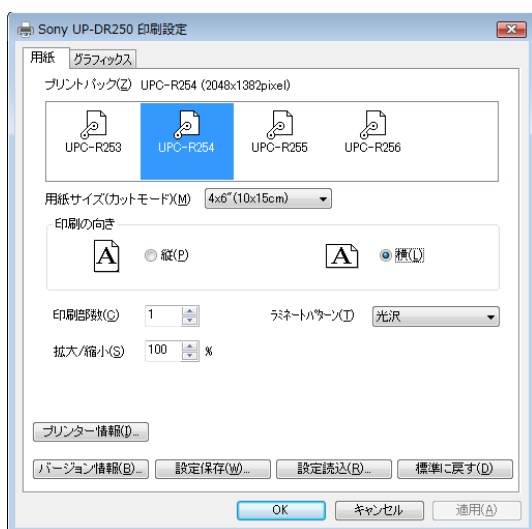 Sony UP-DR250 印刷設定
用紙 グラフィックス
プリントパック(Z) UPC-R254 (2048x1382pixel)
UPC-R253 UPC-R254 UPC-R255 UPC-R256
用紙サイズ(カットモード)(M) 4x6"(10x15cm)
印刷の向き
A 縦(P) A 横(L)
印刷部数(C) 1 ラミネートパターン(T) 光沢
拡大/縮小(S) 100 %
プリンター情報(I)...
バージョン情報(B)... 設定保存(W)... 設定読込(R)... 標準に戻す(D)
OK キャンセル 適用(A)